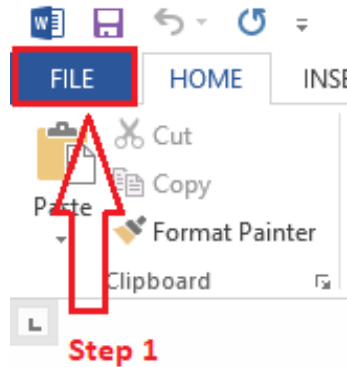 FILE HOME INSE
Cut
Copy
Paste
Format Painter
Clipboard
Step 1